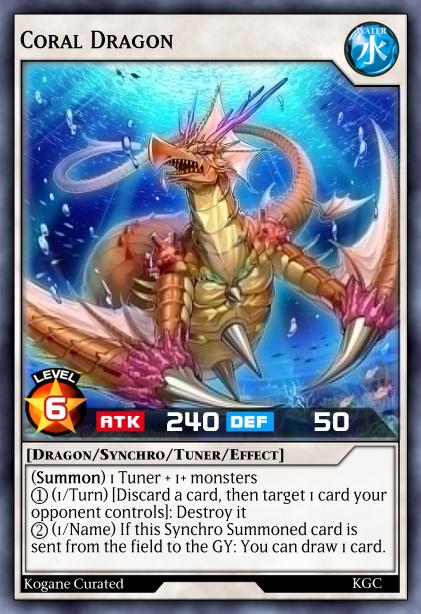 Coral Dragon
WATER
水
LEVEL
6
ATK 240 DEF 50
[Dragon/Synchro/Tuner/Effect]
(Summon) 1 Tuner + 1+ monsters
① (1/Turn) [Discard a card, then target 1 card your
opponent controls]: Destroy it
② (1/Name) If this Synchro Summoned card is
sent from the field to the GY: You can draw 1 card.
Kogane Curated KGC